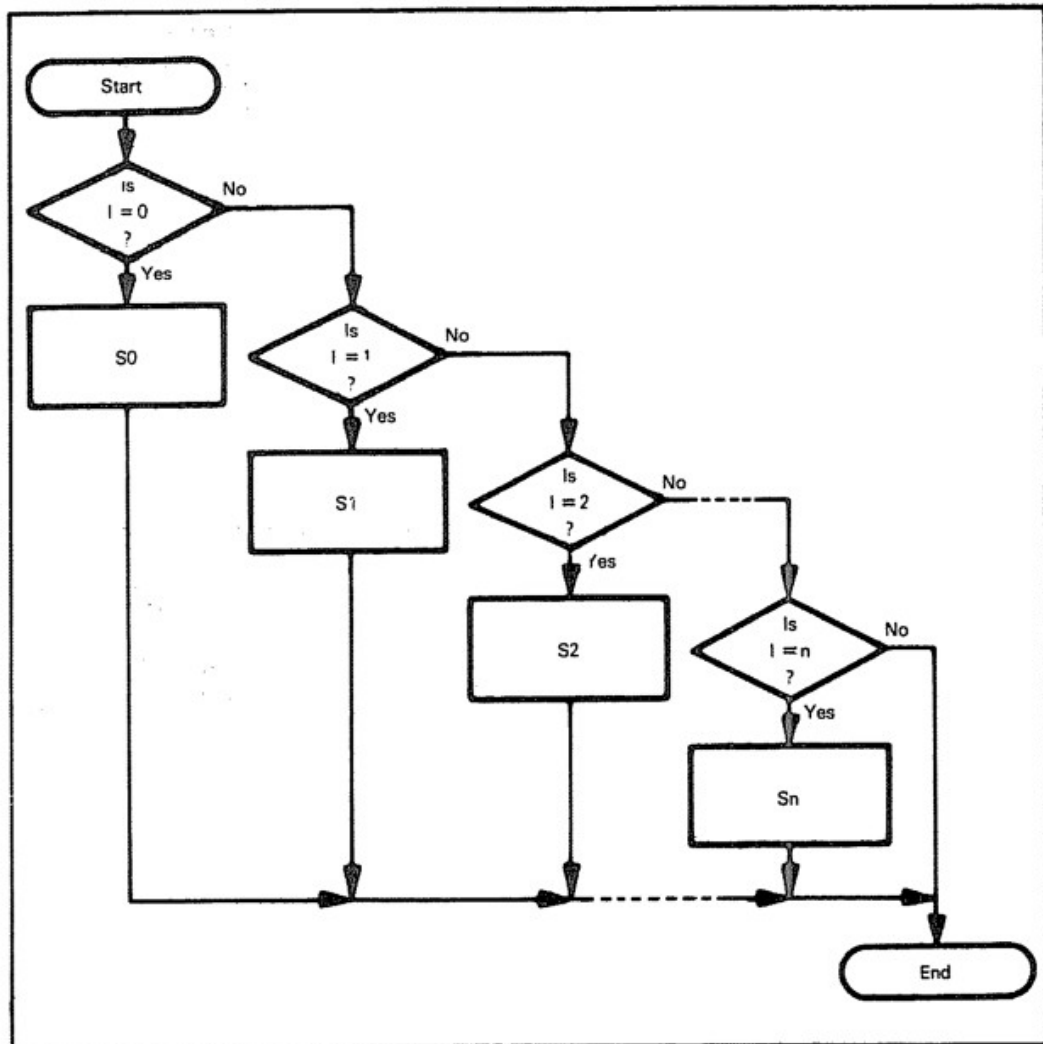 Start
Is
I = 0
?
No
Yes
S0
Is
I = 1
?
No
Yes
S1
Is
I = 2
?
No
Yes
S2
Is
I = n
?
No
Yes
Sn
End